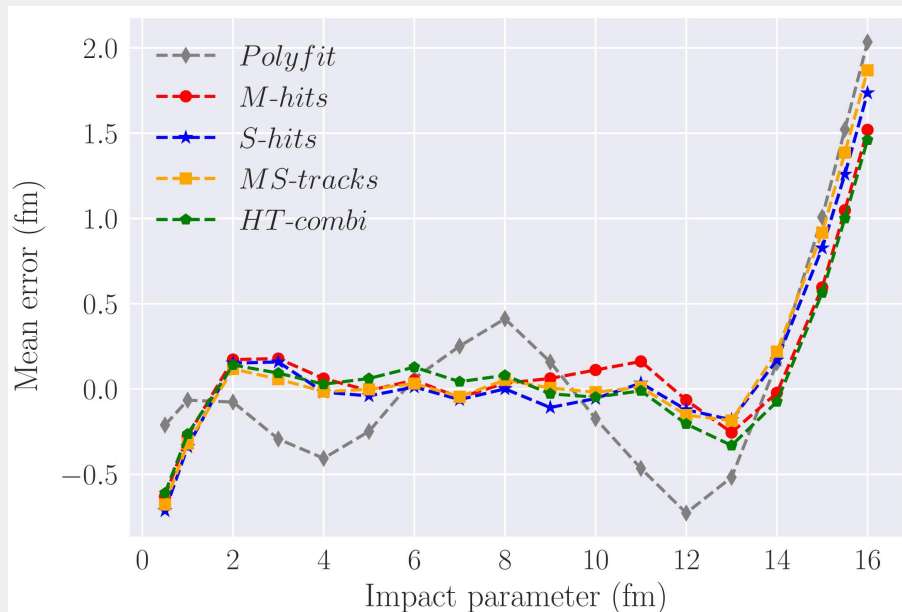 Polyfit
M-hits
S-hits
MS-tracks
HT-combi
Mean error (fm)
2.0
1.5
1.0
0.5
0.0
−0.5
0 2 4 6 8 10 12 14 16
Impact parameter (fm)